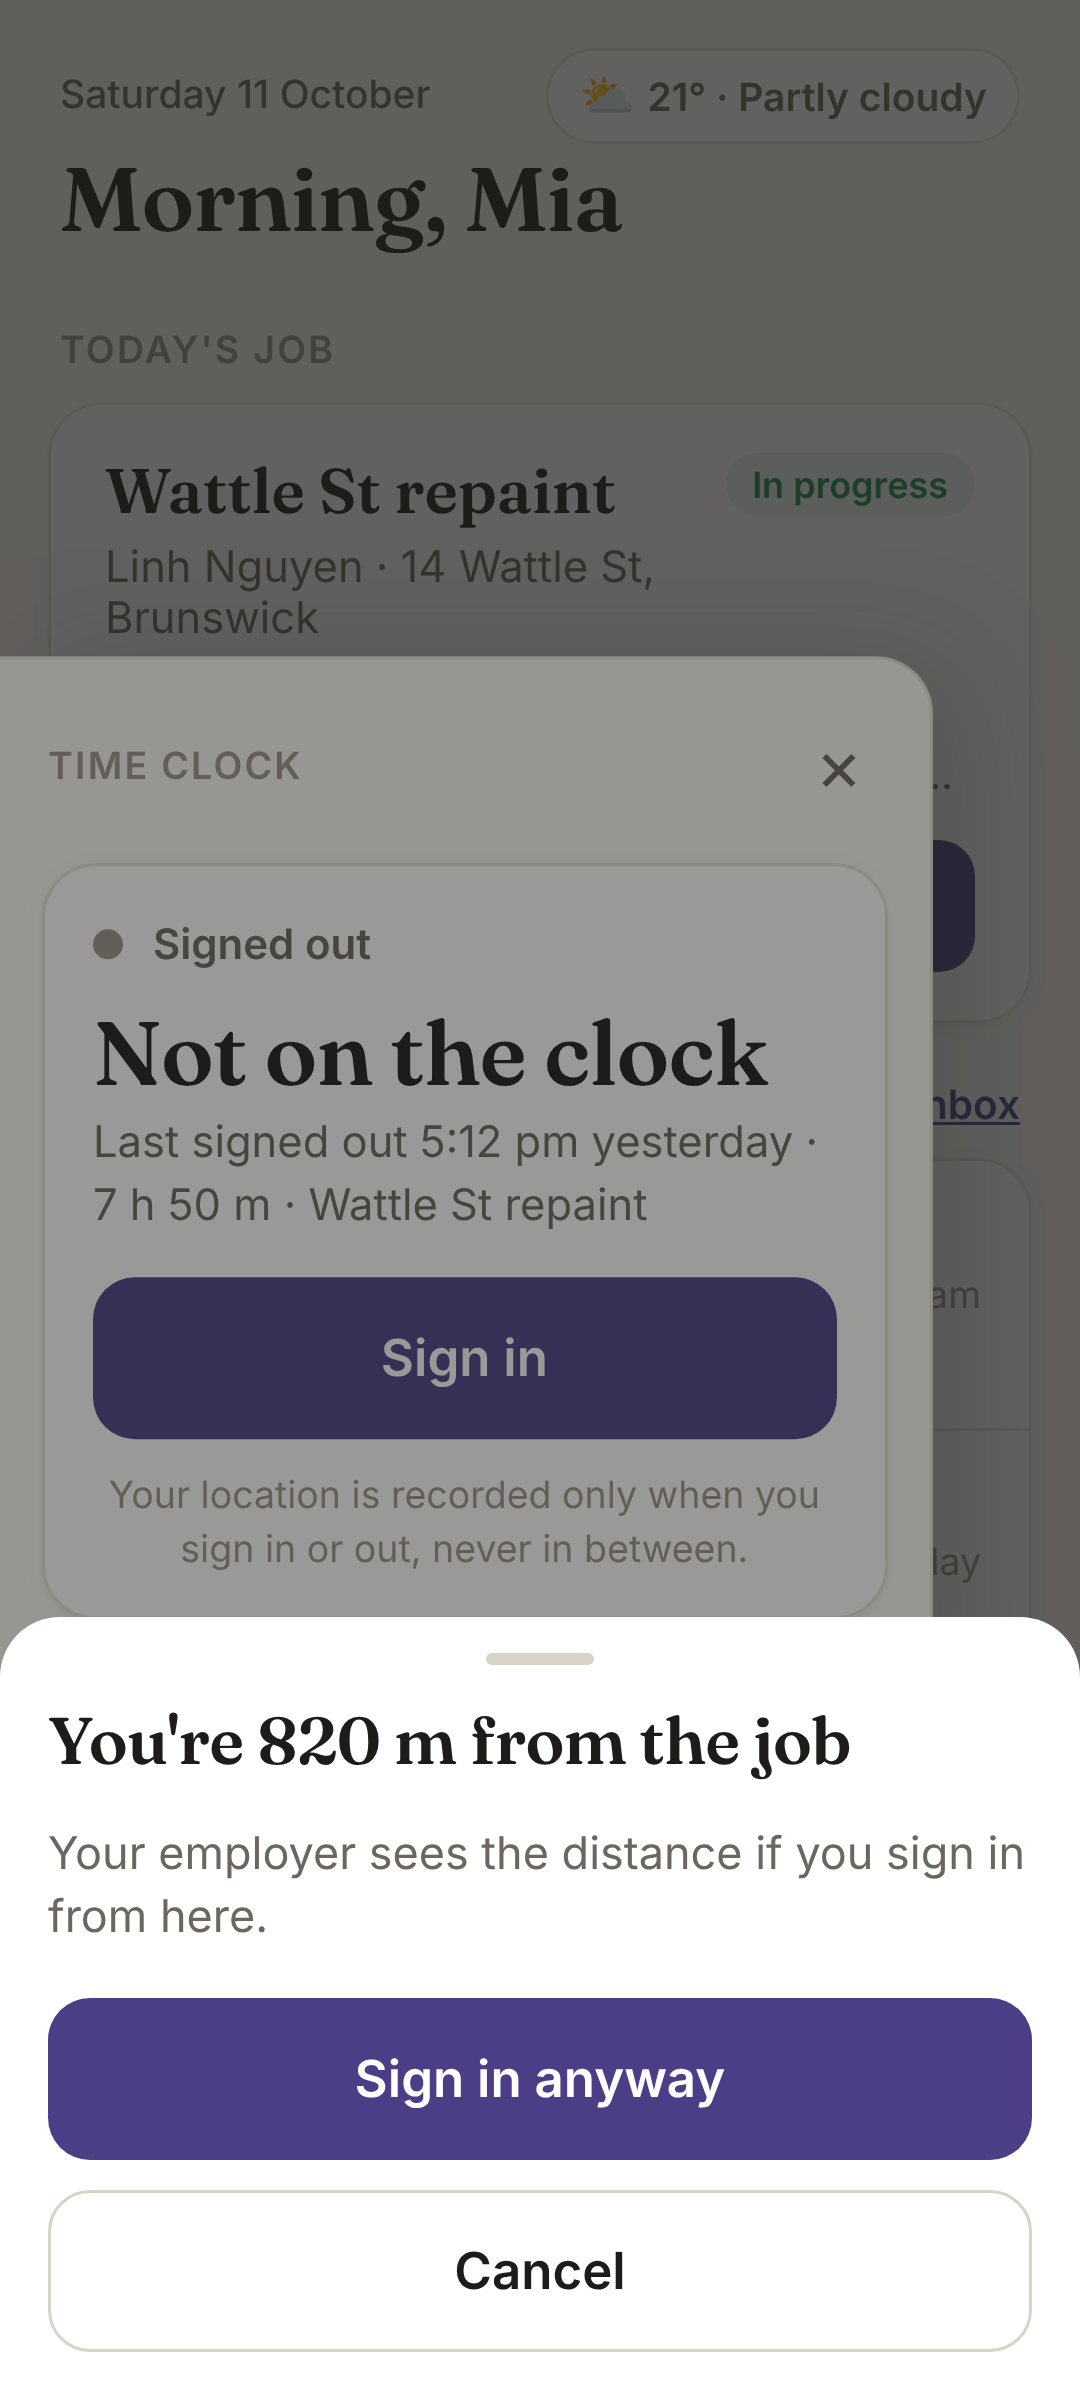 Saturday 11 October
21° · Partly cloudy
Morning, Mia
TODAY'S JOB
Wattle St repaint
In progress
Linh Nguyen · 14 Wattle St,
Brunswick
TIME CLOCK
Signed out
Not on the clock
Last signed out 5:12 pm yesterday ·
7 h 50 m · Wattle St repaint
Sign in
Your location is recorded only when you
sign in or out, never in between.
You're 820 m from the job
Your employer sees the distance if you sign in
from here.
Sign in anyway
Cancel